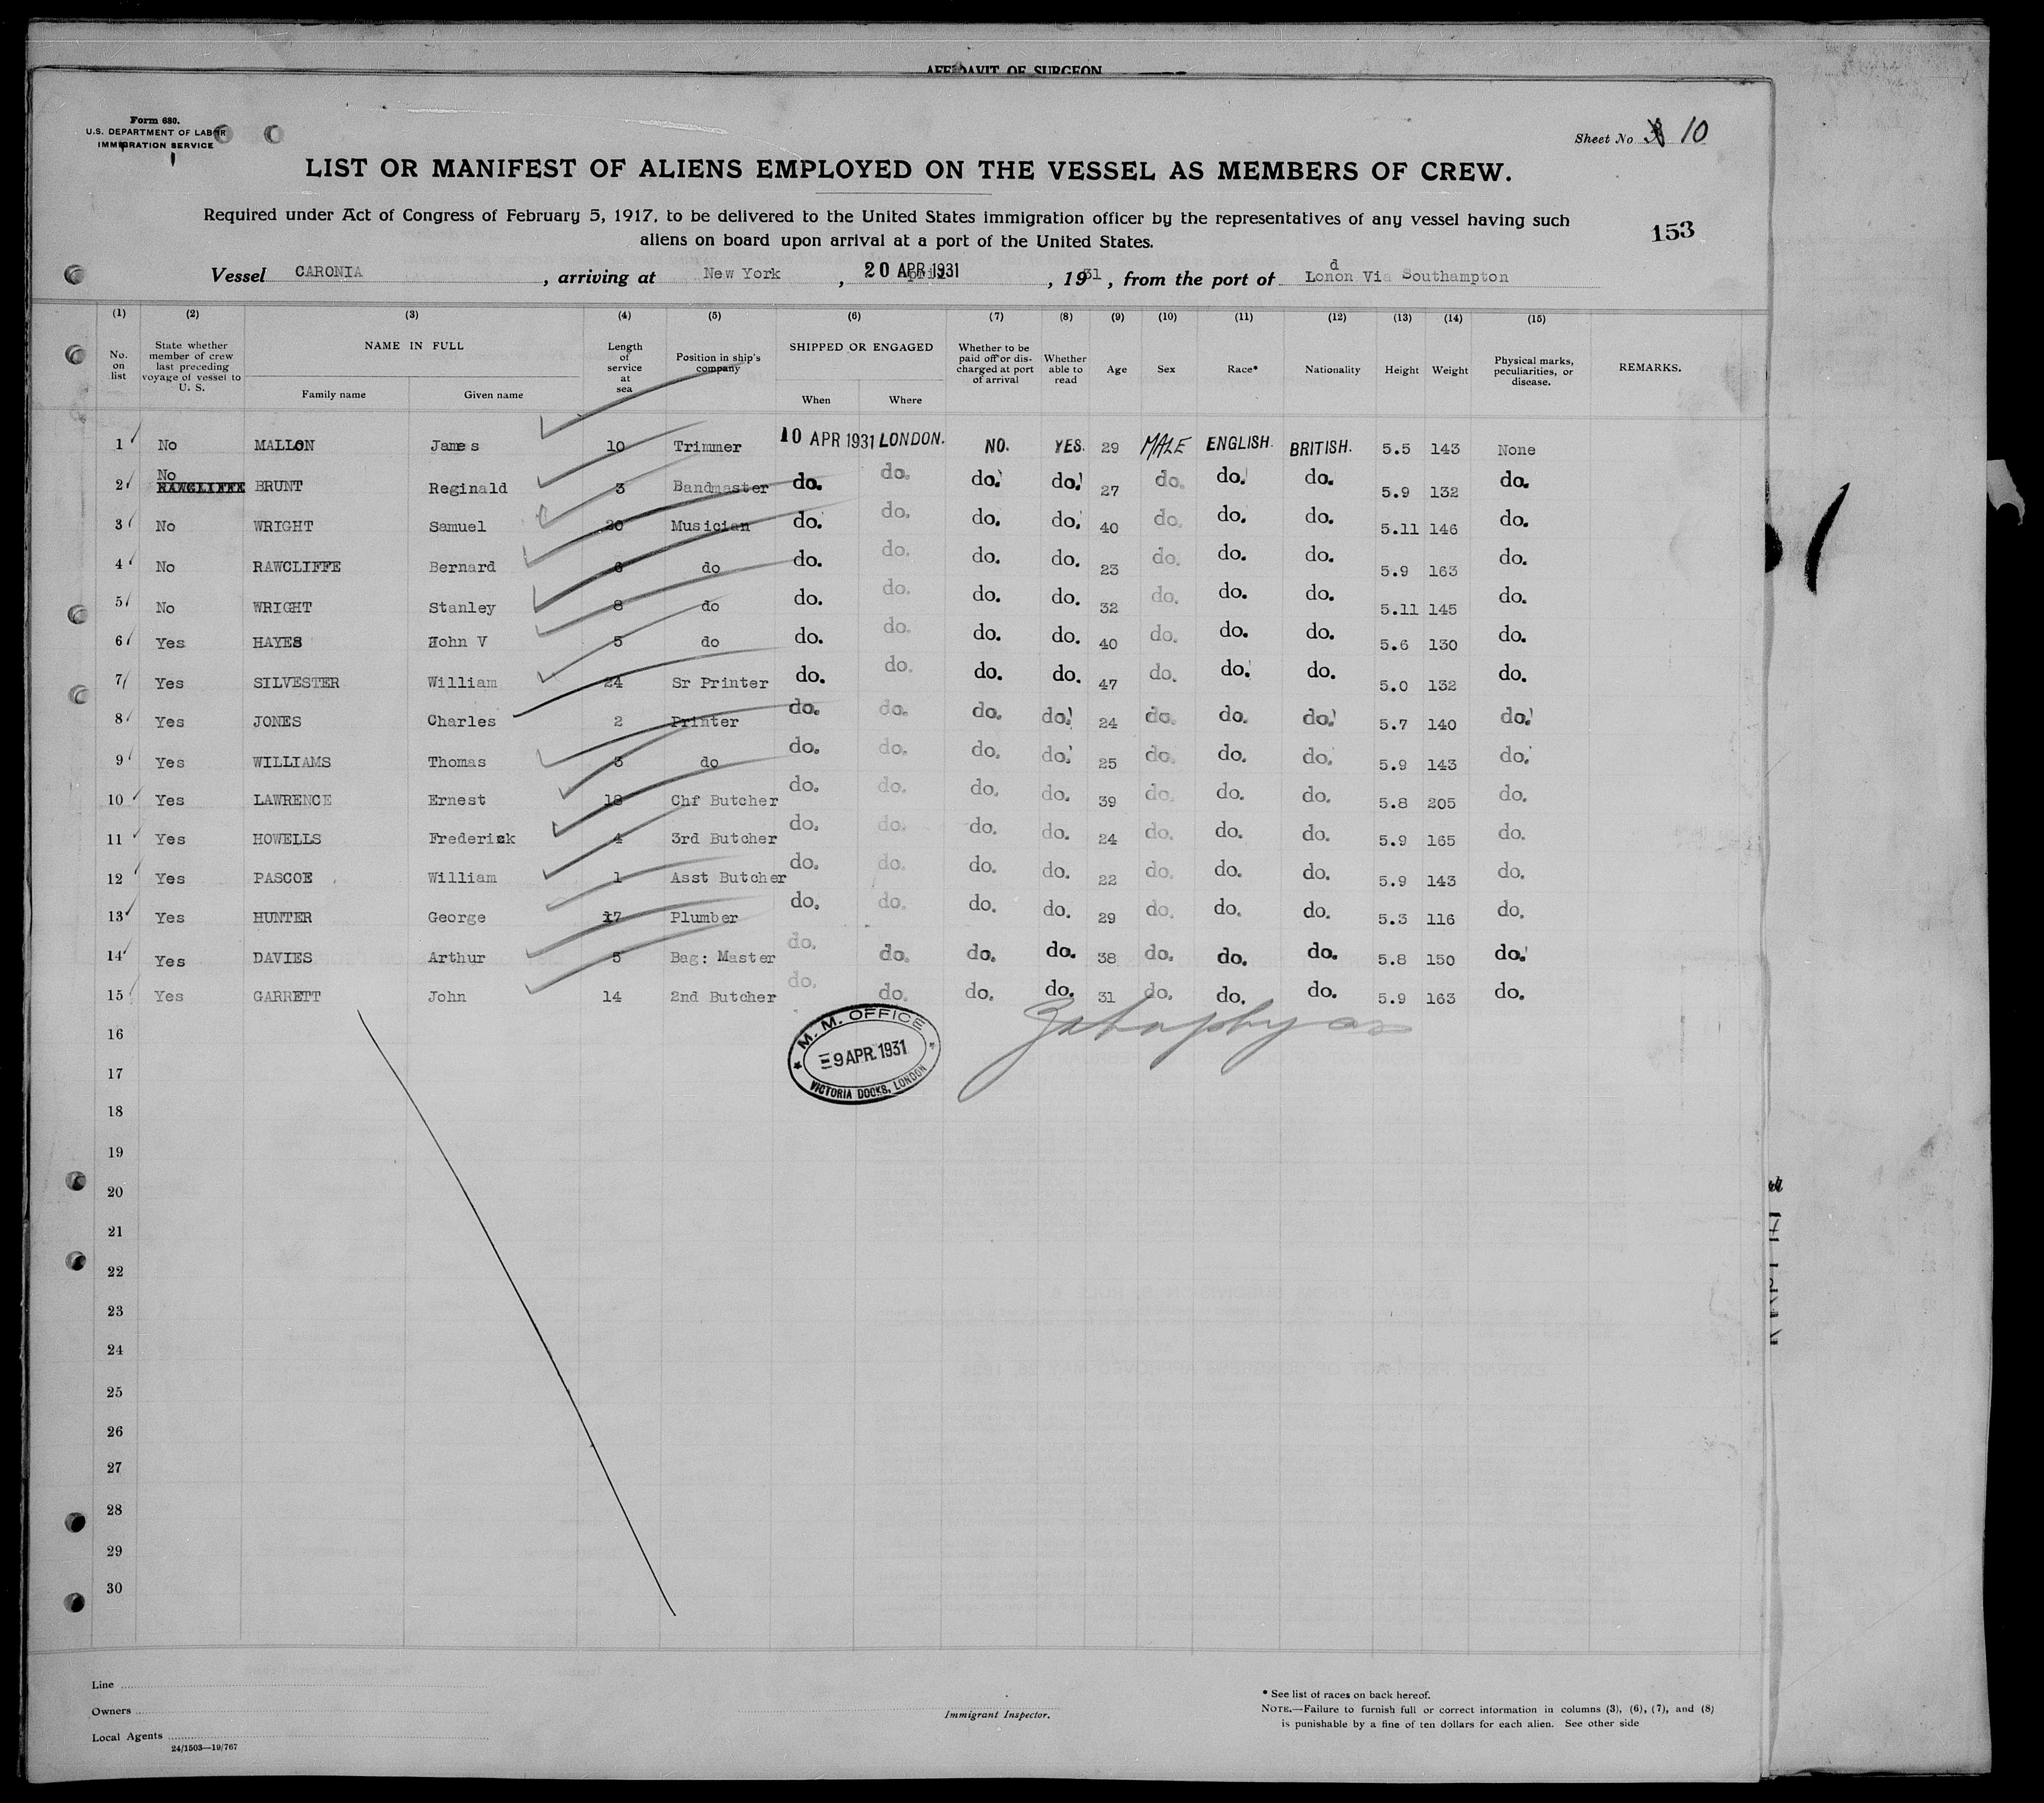 AFFIDAVIT OF SURGEON
Form 680.
U.S. DEPARTMENT OF LABOR
IMMIGRATION SERVICE
Sheet No 10
LIST OR MANIFEST OF ALIENS EMPLOYED ON THE VESSEL AS MEMBERS OF CREW.
Required under Act of Congress of February 5, 1917, to be delivered to the United States immigration officer by the representatives of any vessel having such
aliens on board upon arrival at a port of the United States.
153
Vessel CARONIA, arriving at New York, 20 APR 1931, 1931, from the port of Lonon Via Southampton
d
(1) (2) (3) (4) (5) (6) (7) (8) (9) (10) (11) (12) (13) (14) (15)
No. on list State whether member of crew last preceding voyage of vessel to U. S. NAME IN FULL Length of service at sea Position in ship's company SHIPPED OR ENGAGED Whether to be paid off or discharged at port of arrival Whether able to read Age Sex Race* Nationality Height Weight Physical marks, peculiarities, or disease. REMARKS.
Family name Given name When Where
1 No MALLON James 10 Trimmer 10 APR 1931 LONDON. NO. YES. 29 MALE ENGLISH. BRITISH. 5.5 143 None
2 No RAWCLIFFE BRUNT Reginald 3 Bandmaster do. do. do. do. 27 do. do. do. 5.9 132 do.
3 No WRIGHT Samuel 20 Musician do. do. do. do. 40 do. do. do. 5.11 146 do.
4 No RAWCLIFFE Bernard 6 do do. do. do. do. 23 do. do. do. 5.9 163 do.
5 No WRIGHT Stanley 8 do do. do. do. do. 32 do. do. do. 5.11 145 do.
6 Yes HAYES John V 5 do do. do. do. do. 40 do. do. do. 5.6 130 do.
7 Yes SILVESTER William 24 Sr Printer do. do. do. do. 47 do. do. do. 5.0 132 do.
8 Yes JONES Charles 2 Printer do. do. do. do. 24 do. do. do. 5.7 140 do.
9 Yes WILLIAMS Thomas 3 do do. do. do. do. 25 do. do. do. 5.9 143 do.
10 Yes LAWRENCE Ernest 18 Chf Butcher do. do. do. do. 39 do. do. do. 5.8 205 do.
11 Yes HOWELLS Frederick 4 3rd Butcher do. do. do. do. 24 do. do. do. 5.9 165 do.
12 Yes PASCOE William 1 Asst Butcher do. do. do. do. 22 do. do. do. 5.9 143 do.
13 Yes HUNTER George 17 Plumber do. do. do. do. 29 do. do. do. 5.3 116 do.
14 Yes DAVIES Arthur 5 Bag: Master do. do. do. do. 38 do. do. do. 5.8 150 do.
15 Yes GARRETT John 14 2nd Butcher do. do. do. do. 31 do. do. do. 5.9 163 do.
16
M. M. OFFICE
9 APR. 1931
VICTORIA DOCKS, LONDON
17
18
19
20
21
22
23
24
25
26
27
28
29
30
Line
Owners
Local Agents
24/1503—19/767
Immigrant Inspector.
* See list of races on back hereof.
NOTE.—Failure to furnish full or correct information in columns (3), (6), (7), and (8)
is punishable by a fine of ten dollars for each alien. See other side